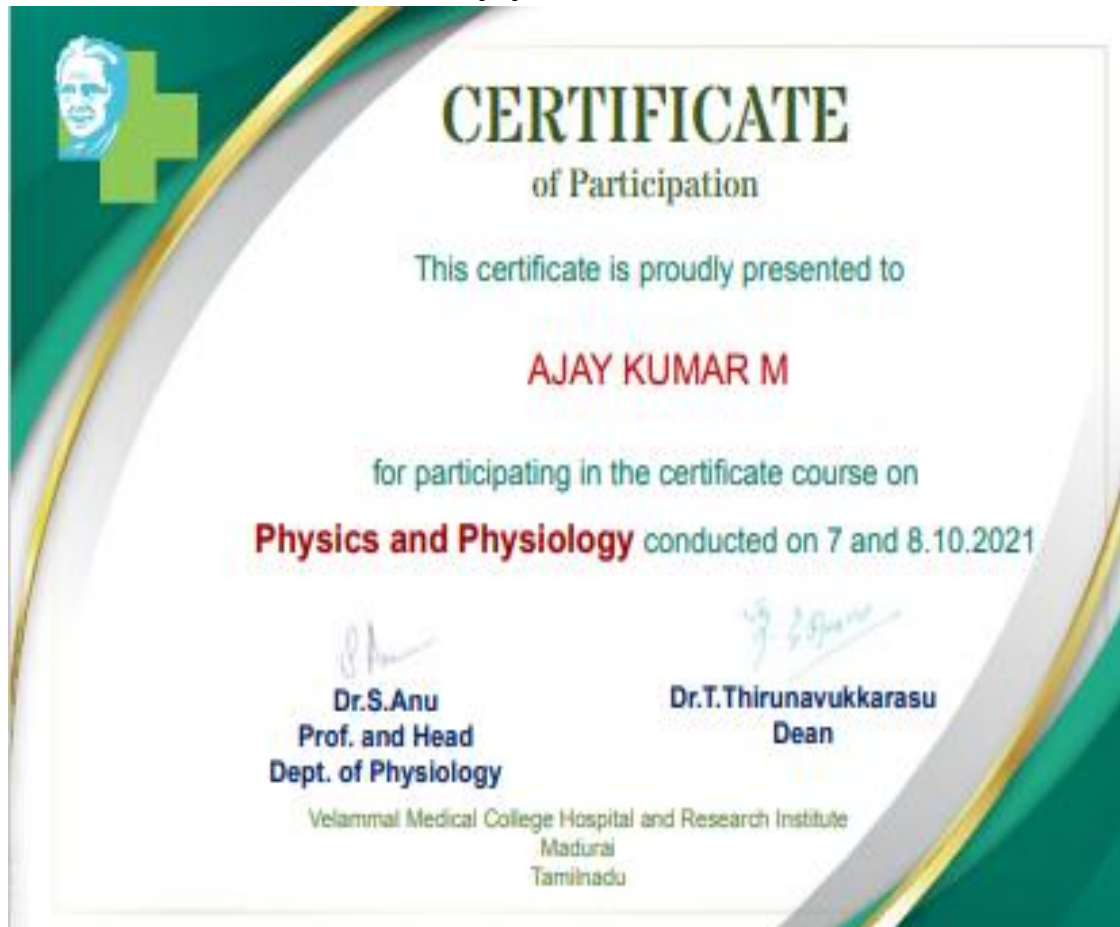 CERTIFICATE
of Participation
This certificate is proudly presented to
AJAY KUMAR M
for participating in the certificate course on
Physics and Physiology conducted on 7 and 8.10.2021
Dr.S.Anu
Prof. and Head
Dept. of Physiology
Dr.T.Thirunavukkarasu
Dean
Velammal Medical College Hospital and Research Institute
Madurai
Tamilnadu